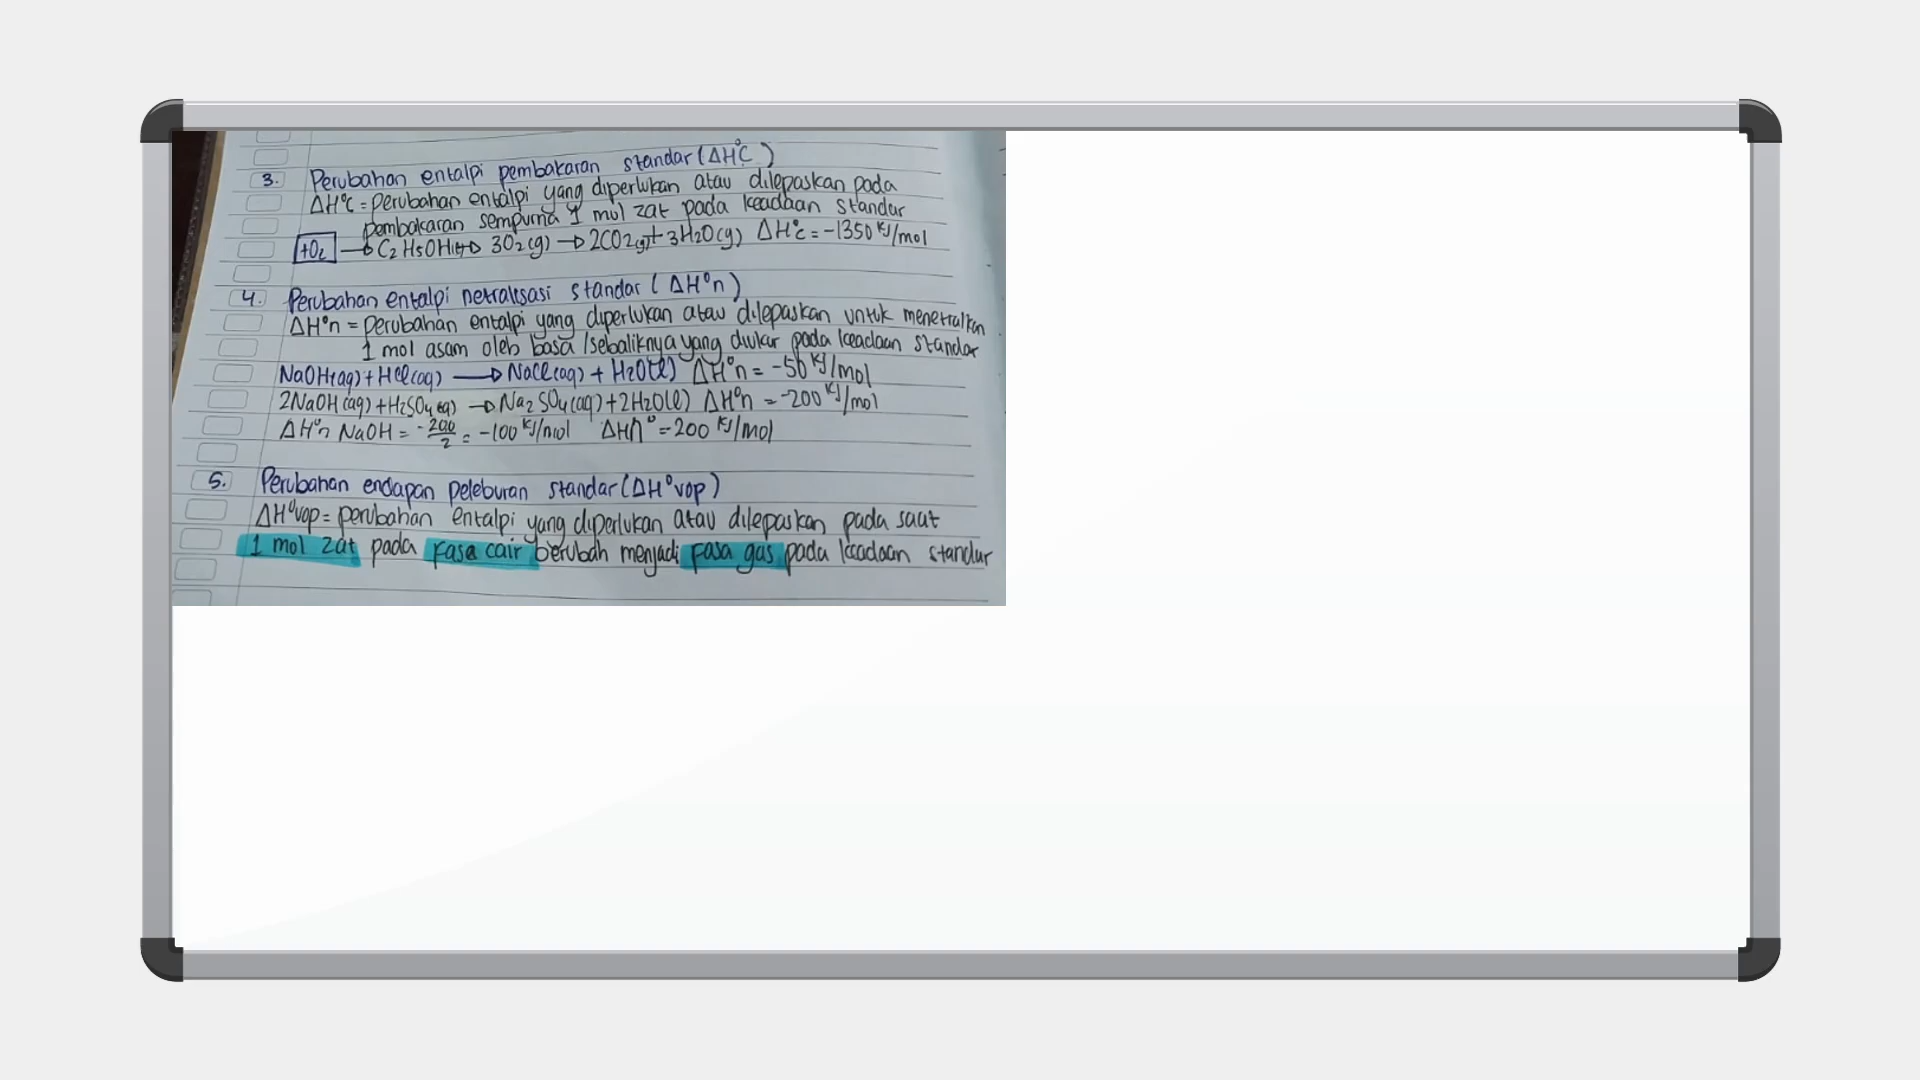 3. Perubahan entalpi pembakaran standar (ΔH°C)
ΔH°C = perubahan entalpi yang diperlukan atau dilepaskan pada
pembakaran sempurna 1 mol zat pada keadaan standar
+O2 → C2H5OH(l)+ 3O2(g) → 2CO2(g)+ 3H2O(g) ΔH°c = -1350 KJ/mol
4. Perubahan entalpi netralisasi standar (ΔH°n)
ΔH°n = perubahan entalpi yang diperlukan atau dilepaskan untuk menetralkan
1 mol asam oleh basa /sebaliknya yang diukur pada keadaan standar
NaOH(aq) + HCl(aq) → NaCl(aq) + H2O(l) ΔH°n = -50 KJ/mol
2NaOH(aq) + H2SO4(aq) → Na2SO4(aq) + 2H2O(l) ΔH°n = -200 KJ/mol
ΔH°n NaOH = -200/2 = -100 KJ/mol ΔHn° = 200 KJ/mol
5. Perubahan endapan peleburan standar (ΔH°vap)
ΔH°vap = perubahan entalpi yang diperlukan atau dilepaskan pada saat
1 mol zat pada fasa cair berubah menjadi fasa gas pada keadaan standar